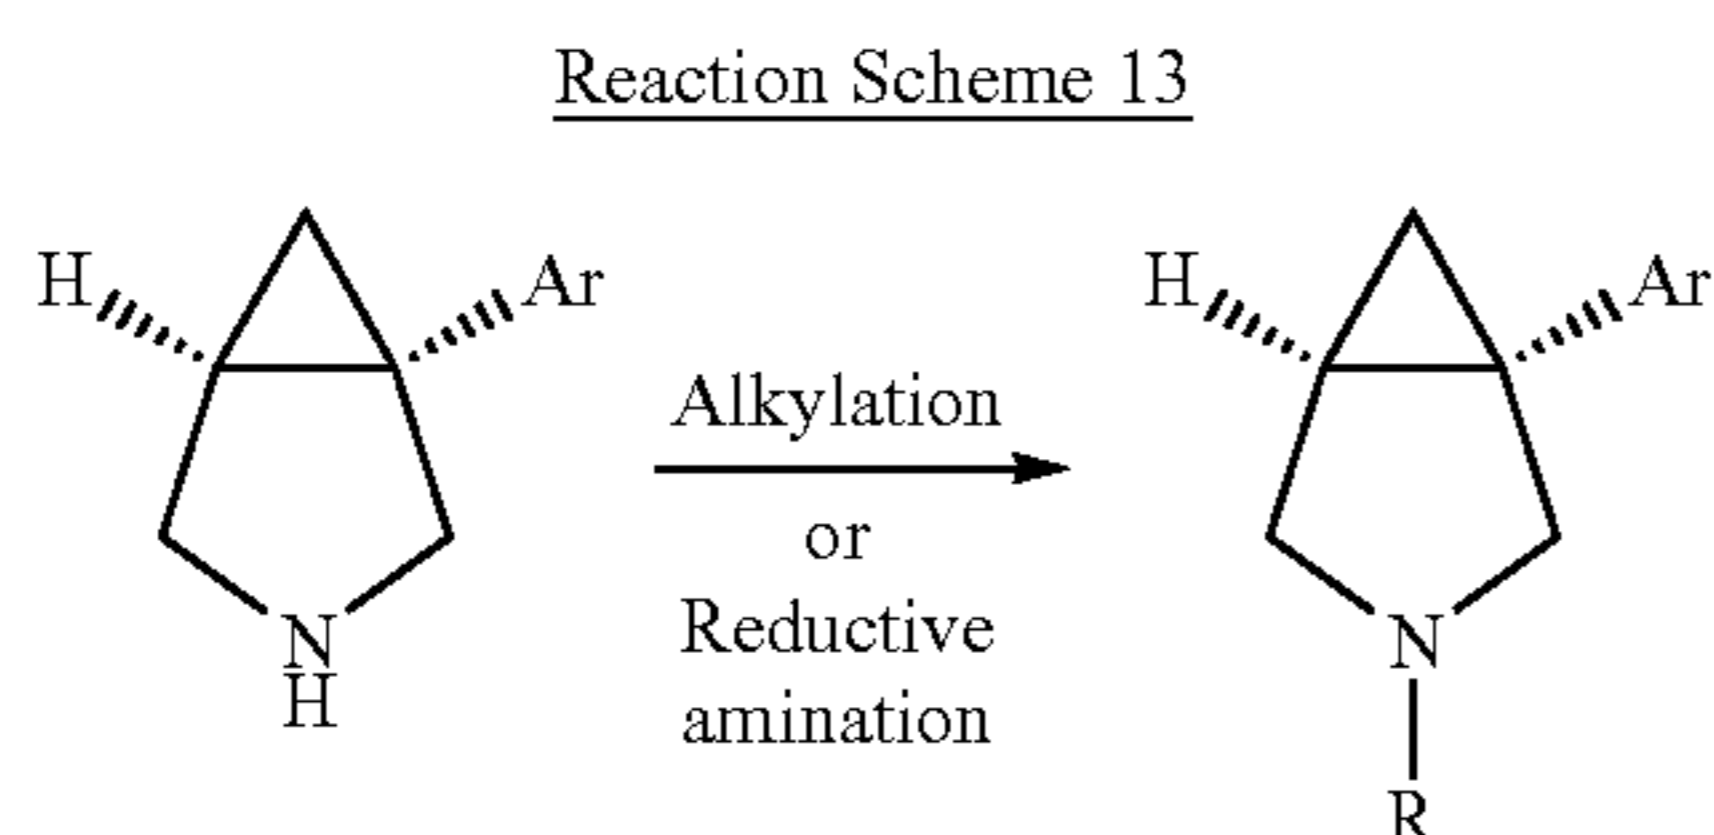 Reaction Scheme 13
H Ar H Ar
Alkylation
or
Reductive
amination
N
H
N
R